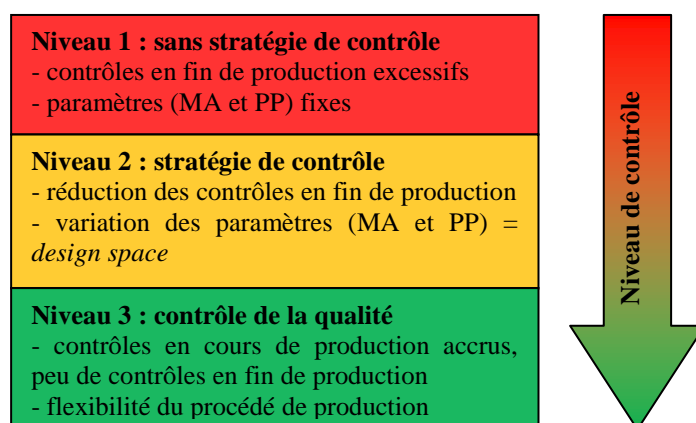 Niveau 1 : sans stratégie de contrôle
- contrôles en fin de production excessifs
- paramètres (MA et PP) fixes
Niveau 2 : stratégie de contrôle
- réduction des contrôles en fin de production
- variation des paramètres (MA et PP) =
design space
Niveau 3 : contrôle de la qualité
- contrôles en cours de production accrus,
peu de contrôles en fin de production
- flexibilité du procédé de production
Niveau de contrôle